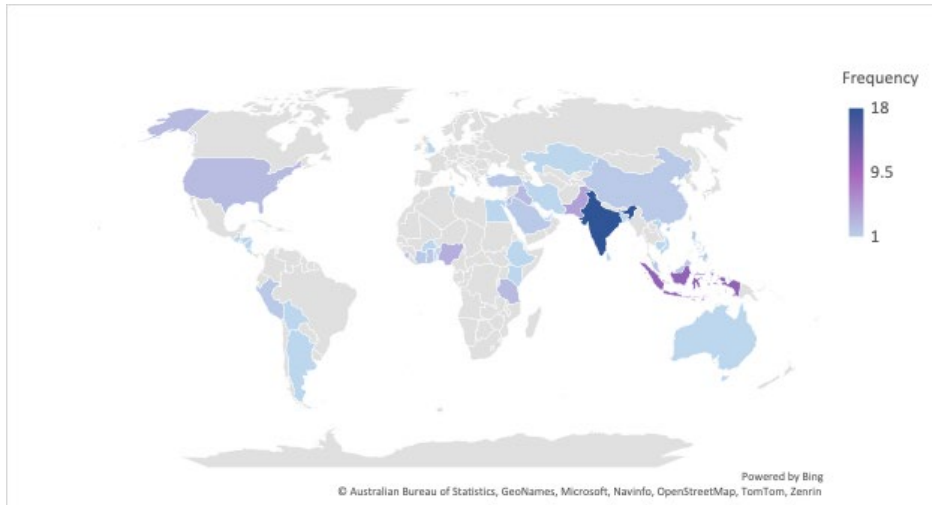 Frequency
18
9.5
1
Powered by Bing
© Australian Bureau of Statistics, GeoNames, Microsoft, Navinfo, OpenStreetMap, TomTom, Zenrin